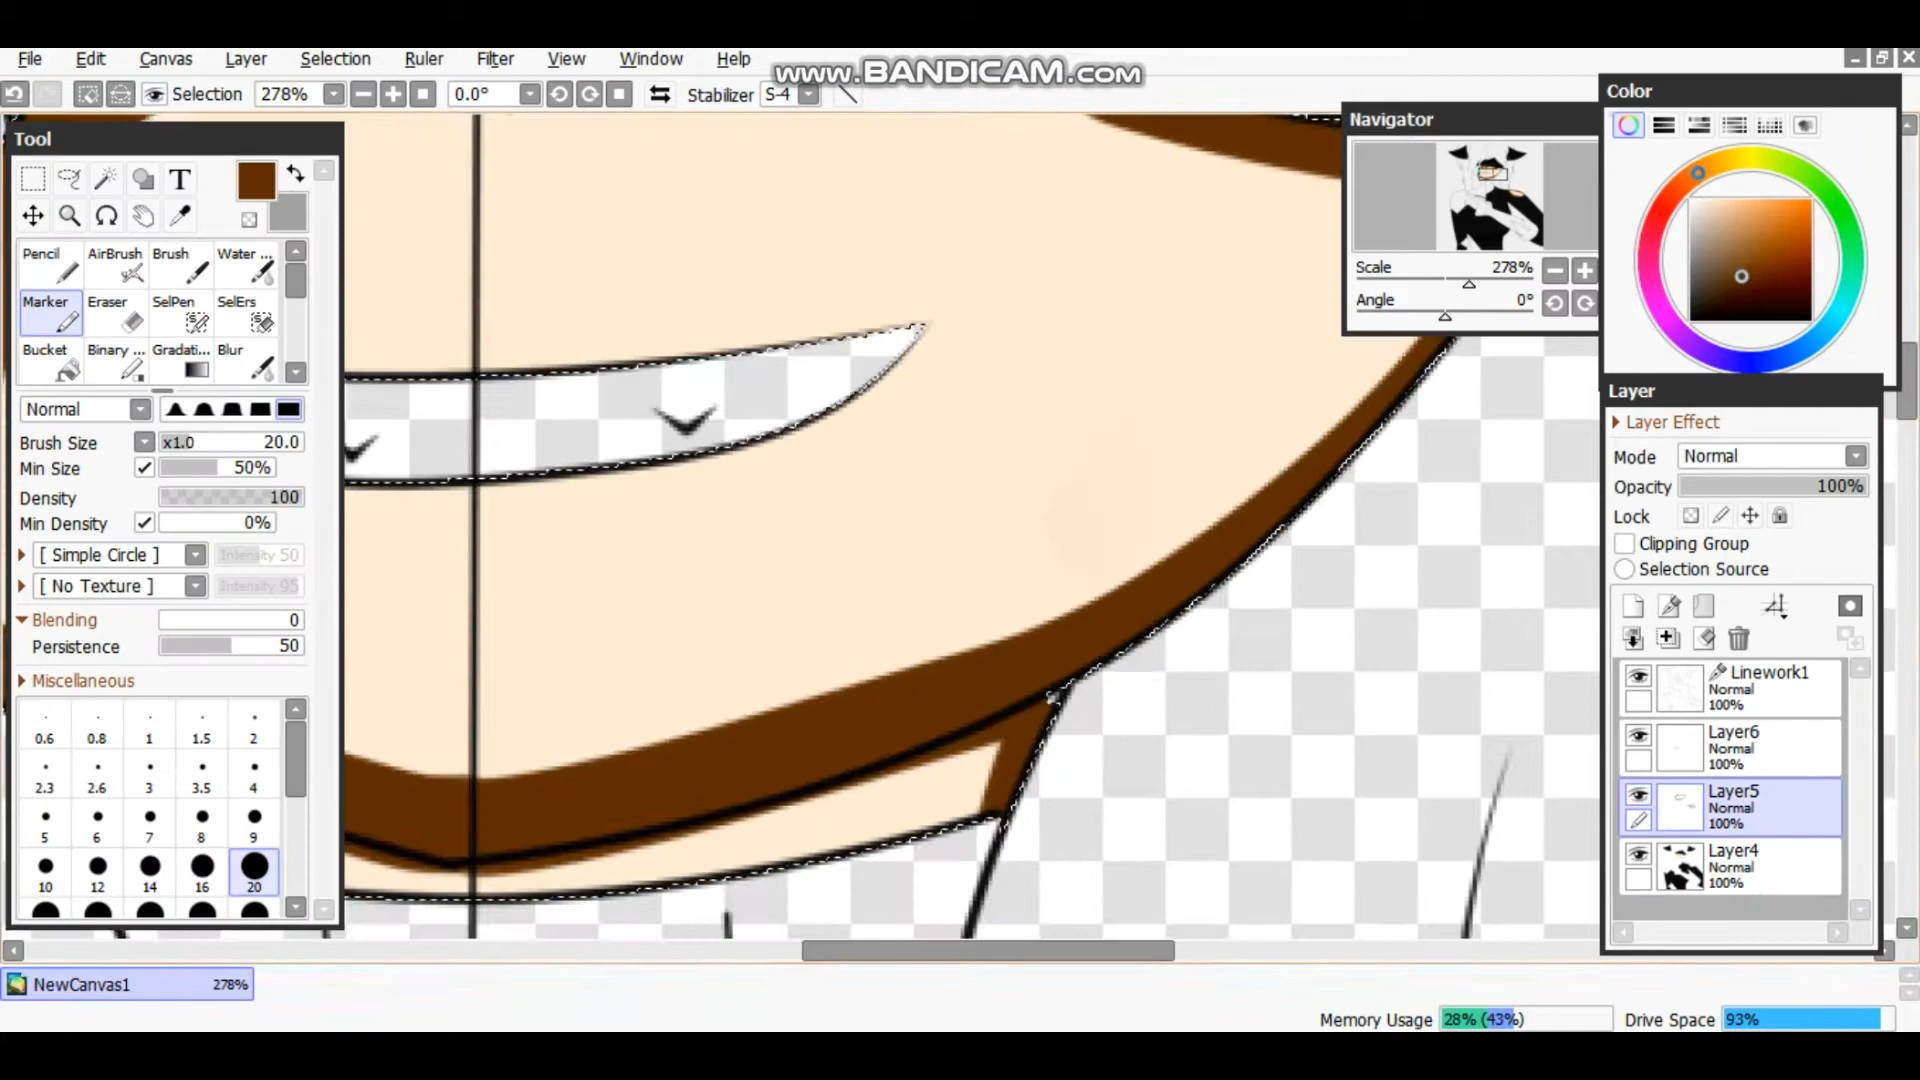 File Edit Canvas Layer Selection Ruler Filter View Window Help
www.BANDICAM.com
Selection 278% 0.0° Stabilizer S-4
Tool
T
Pencil AirBrush Brush Water ...
Marker Eraser SelPen SelErs
Bucket Binary ... Gradati... Blur
Normal
Brush Size x1.0 20.0
Min Size 50%
Density 100
Min Density 0%
[ Simple Circle ] Intensity 50
[ No Texture ] Intensity 95
Blending 0
Persistence 50
Miscellaneous
0.6 0.8 1 1.5 2
2.3 2.6 3 3.5 4
5 6 7 8 9
10 12 14 16 20
Navigator
Scale 278%
Angle 0°
Color
Layer
Layer Effect
Mode Normal
Opacity 100%
Lock
Clipping Group
Selection Source
Linework1
Normal
100%
Layer6
Normal
100%
Layer5
Normal
100%
Layer4
Normal
100%
NewCanvas1 278%
Memory Usage 28% (43%) Drive Space 93%